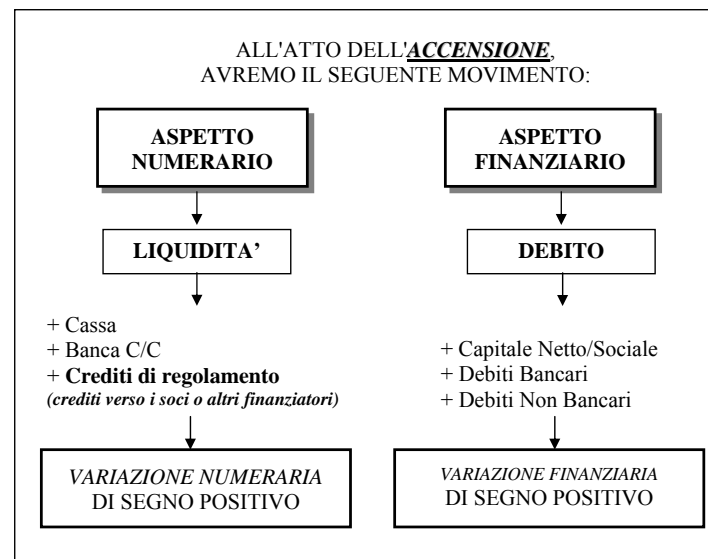 ALL'ATTO DELL'ACCENSIONE,
AVREMO IL SEGUENTE MOVIMENTO:
ASPETTO
NUMERARIO
LIQUIDITA’
+ Cassa
+ Banca C/C
+ Crediti di regolamento
(crediti verso i soci o altri finanziatori)
VARIAZIONE NUMERARIA
DI SEGNO POSITIVO
ASPETTO
FINANZIARIO
DEBITO
+ Capitale Netto/Sociale
+ Debiti Bancari
+ Debiti Non Bancari
VARIAZIONE FINANZIARIA
DI SEGNO POSITIVO